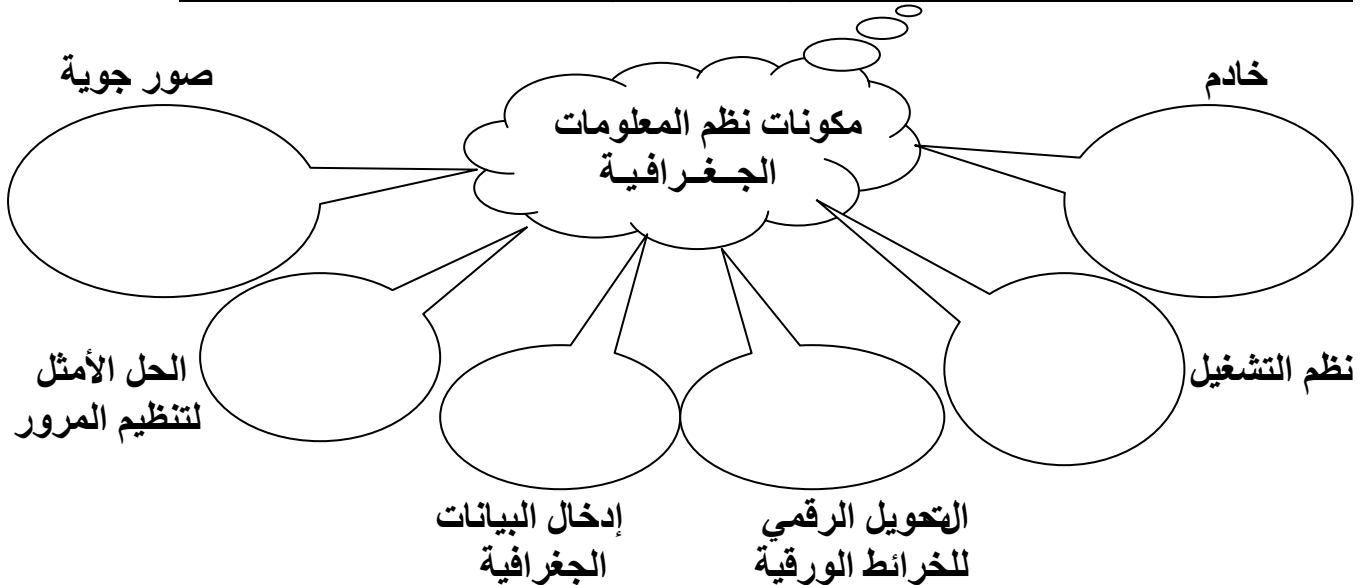 صور جوية
خادم
مكونات نظم المعلومات
الجــغــرافـيـة
الحل الأمثل
لتنظيم المرور
نظم التشغيل
إدخال البيانات
الجغرافية
التحويل الرقمي
للخرائط الورقية